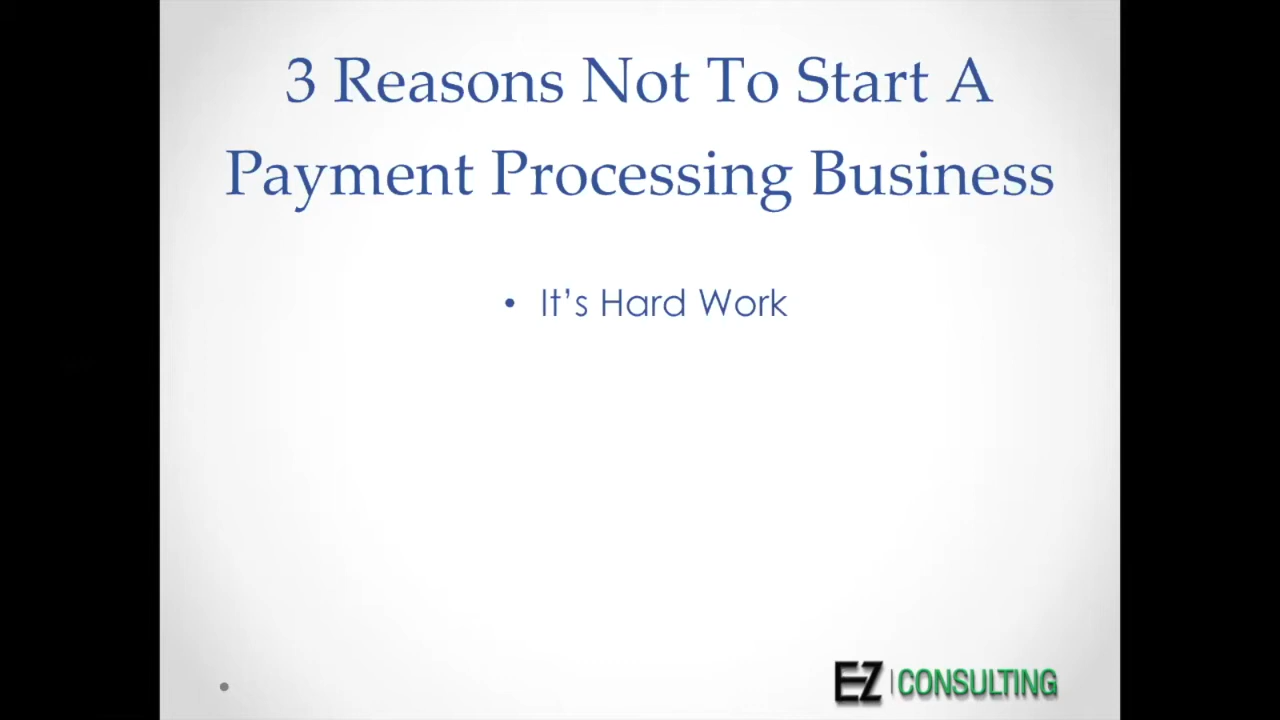 3 Reasons Not To Start A
Payment Processing Business
• It’s Hard Work
EZ | CONSULTING